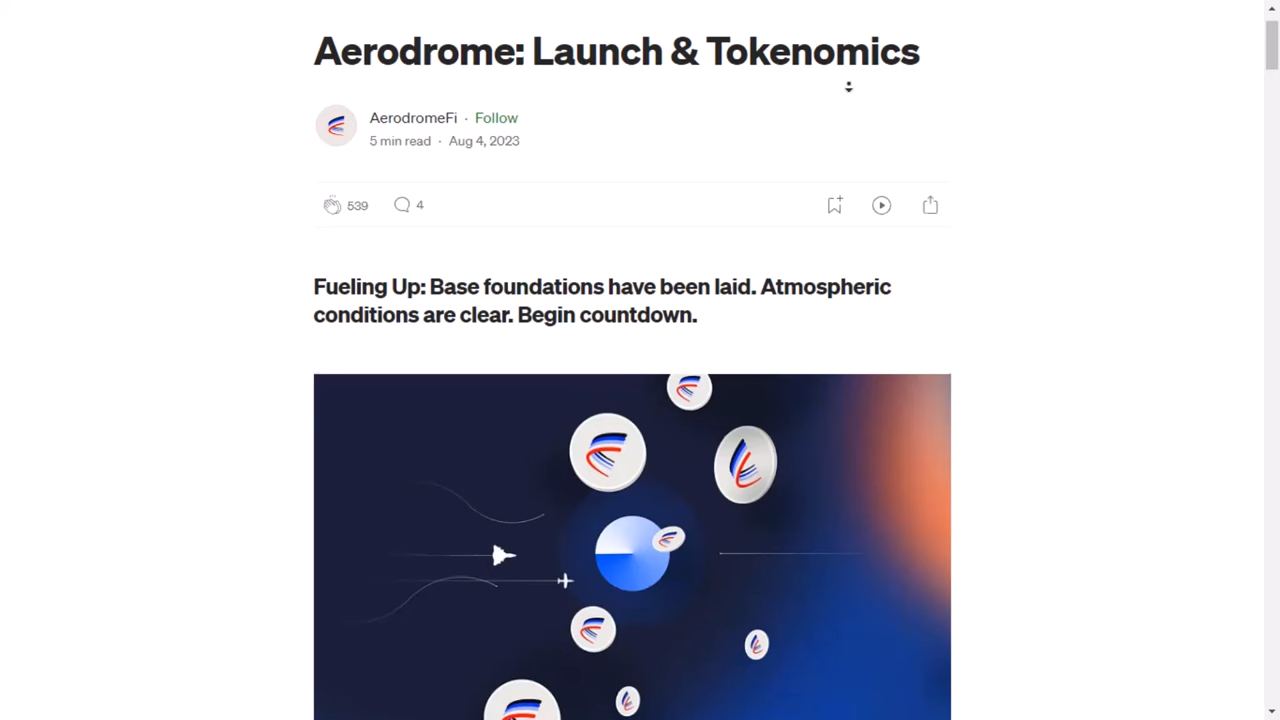 Aerodrome: Launch & Tokenomics
AerodromeFi · Follow
5 min read · Aug 4, 2023
539 4
Fueling Up: Base foundations have been laid. Atmospheric
conditions are clear. Begin countdown.